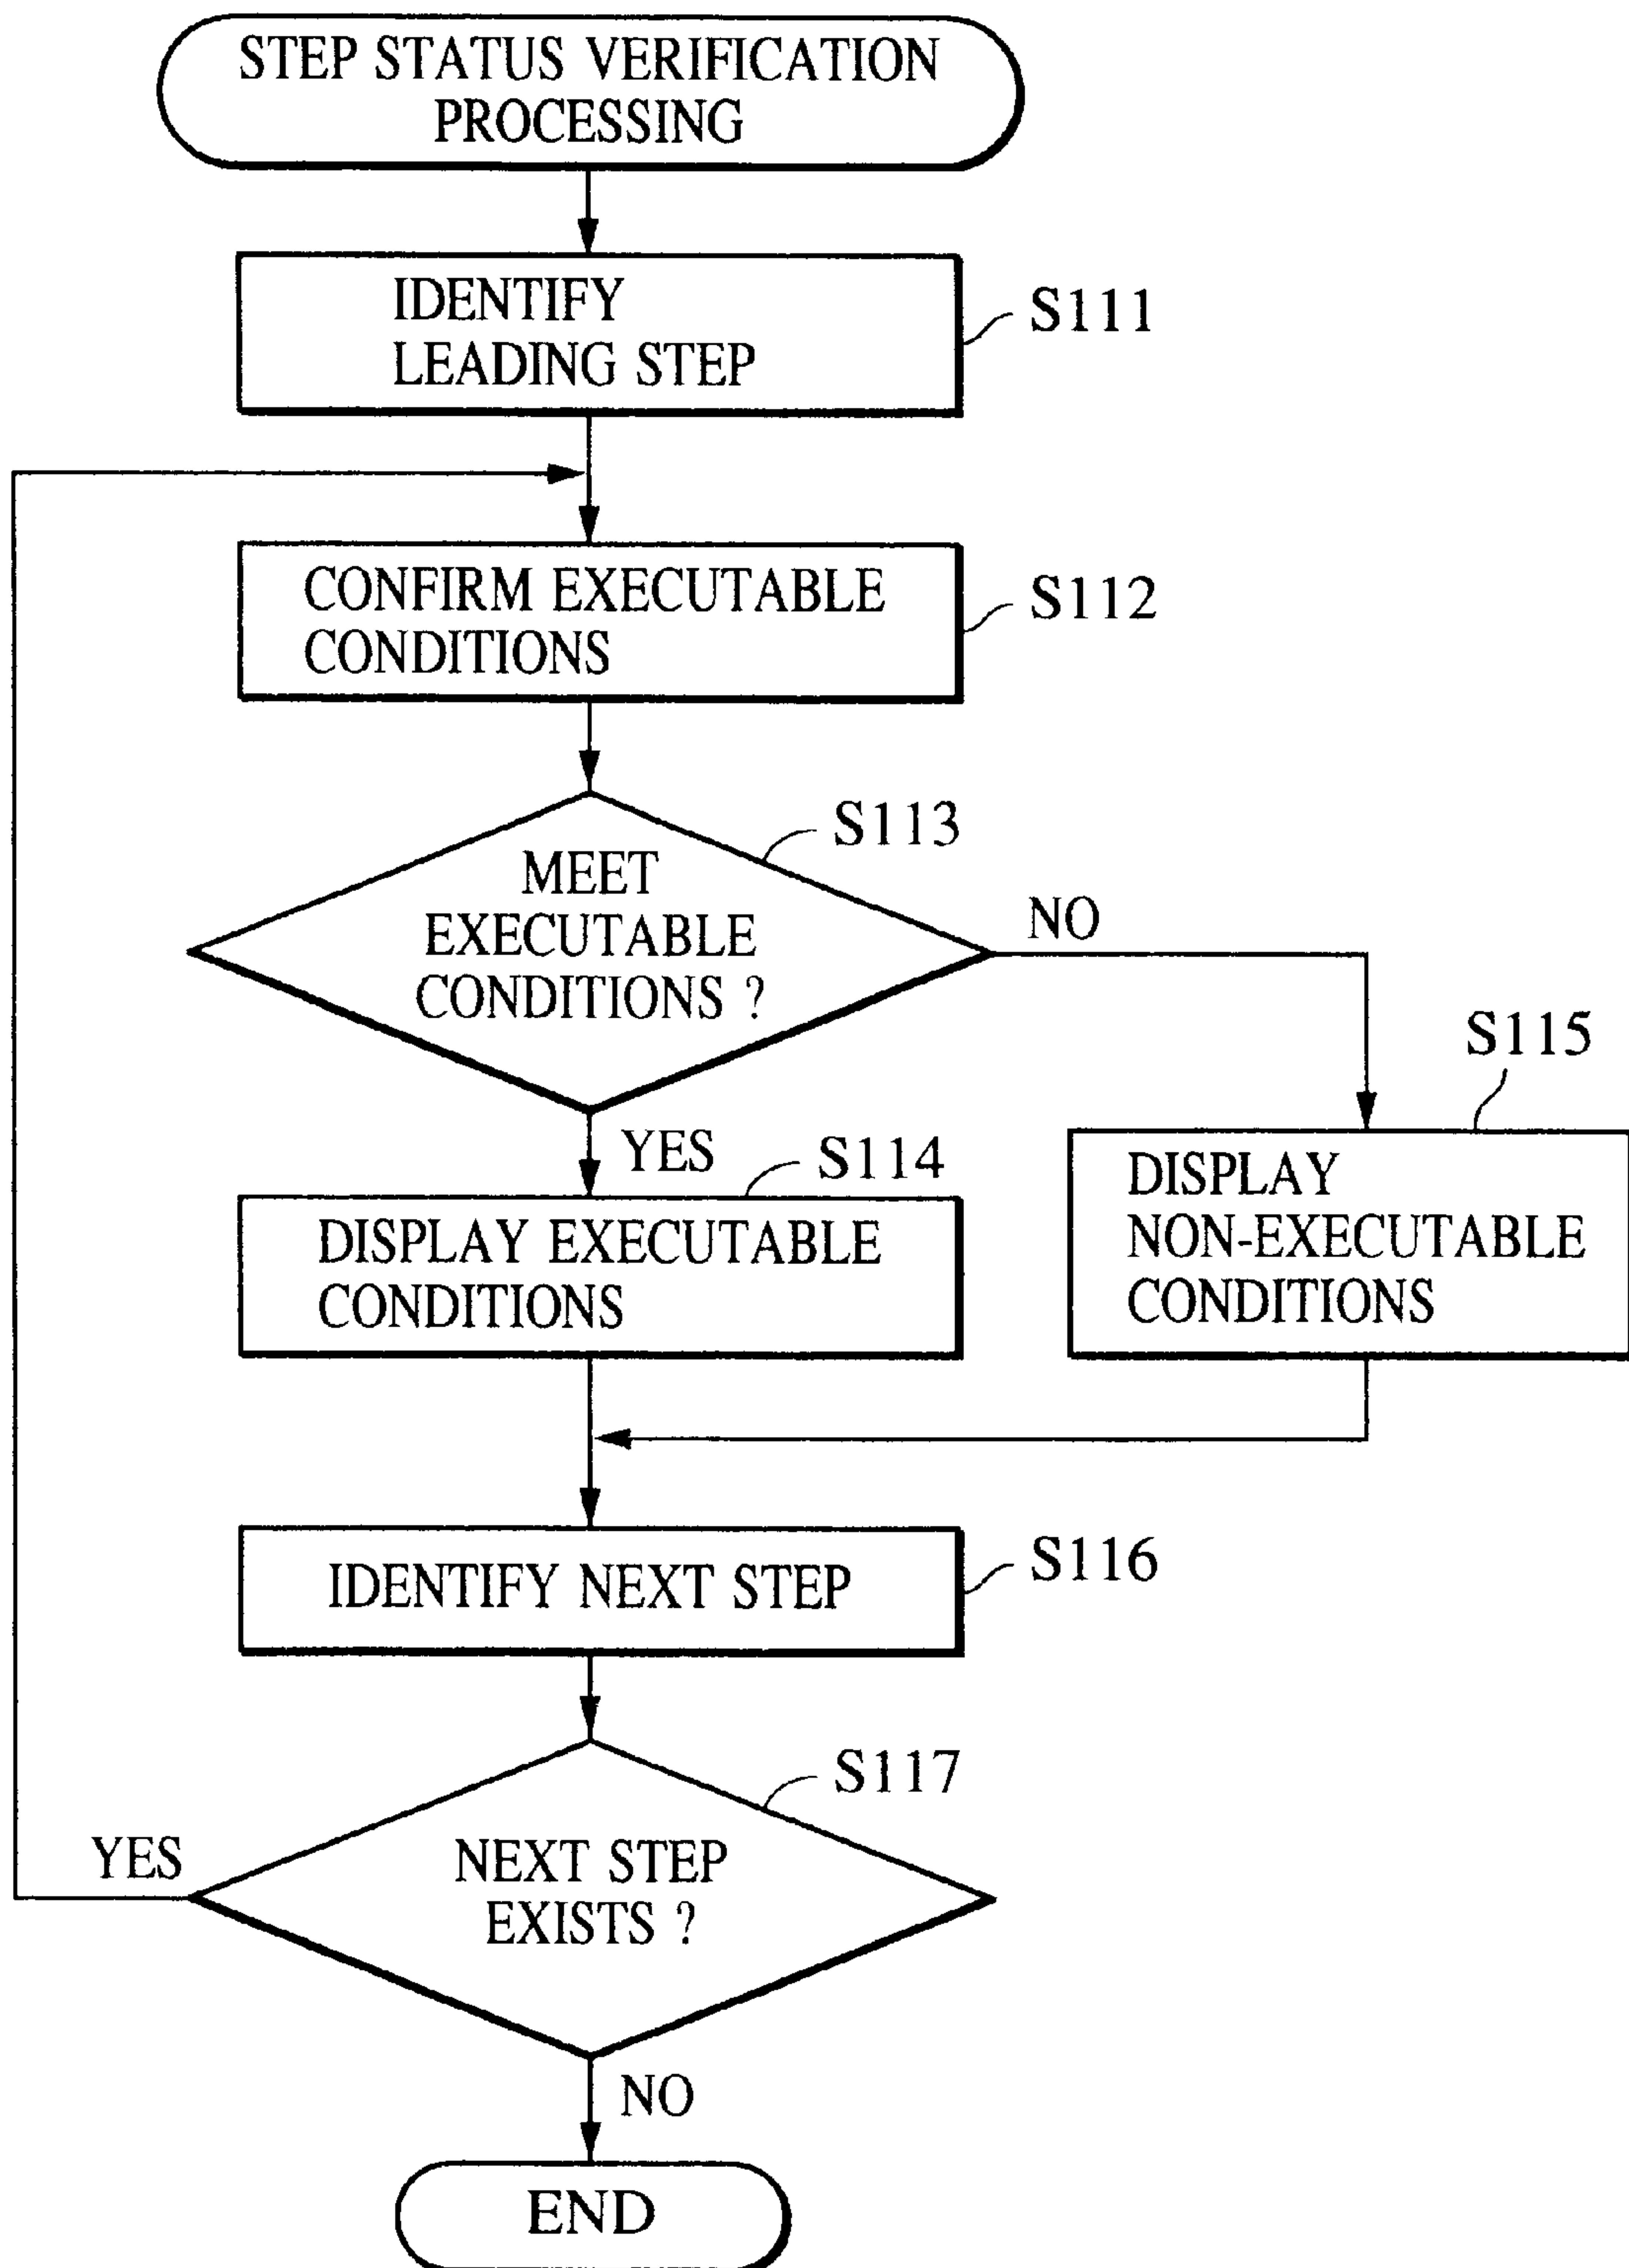 STEP STATUS VERIFICATION
PROCESSING
IDENTIFY
LEADING STEP
S111
CONFIRM EXECUTABLE
CONDITIONS
S112
S113
MEET
EXECUTABLE
CONDITIONS ?
NO
YES
S114
DISPLAY EXECUTABLE
CONDITIONS
S115
DISPLAY
NON-EXECUTABLE
CONDITIONS
IDENTIFY NEXT STEP
S116
S117
NEXT STEP
EXISTS ?
YES
NO
END